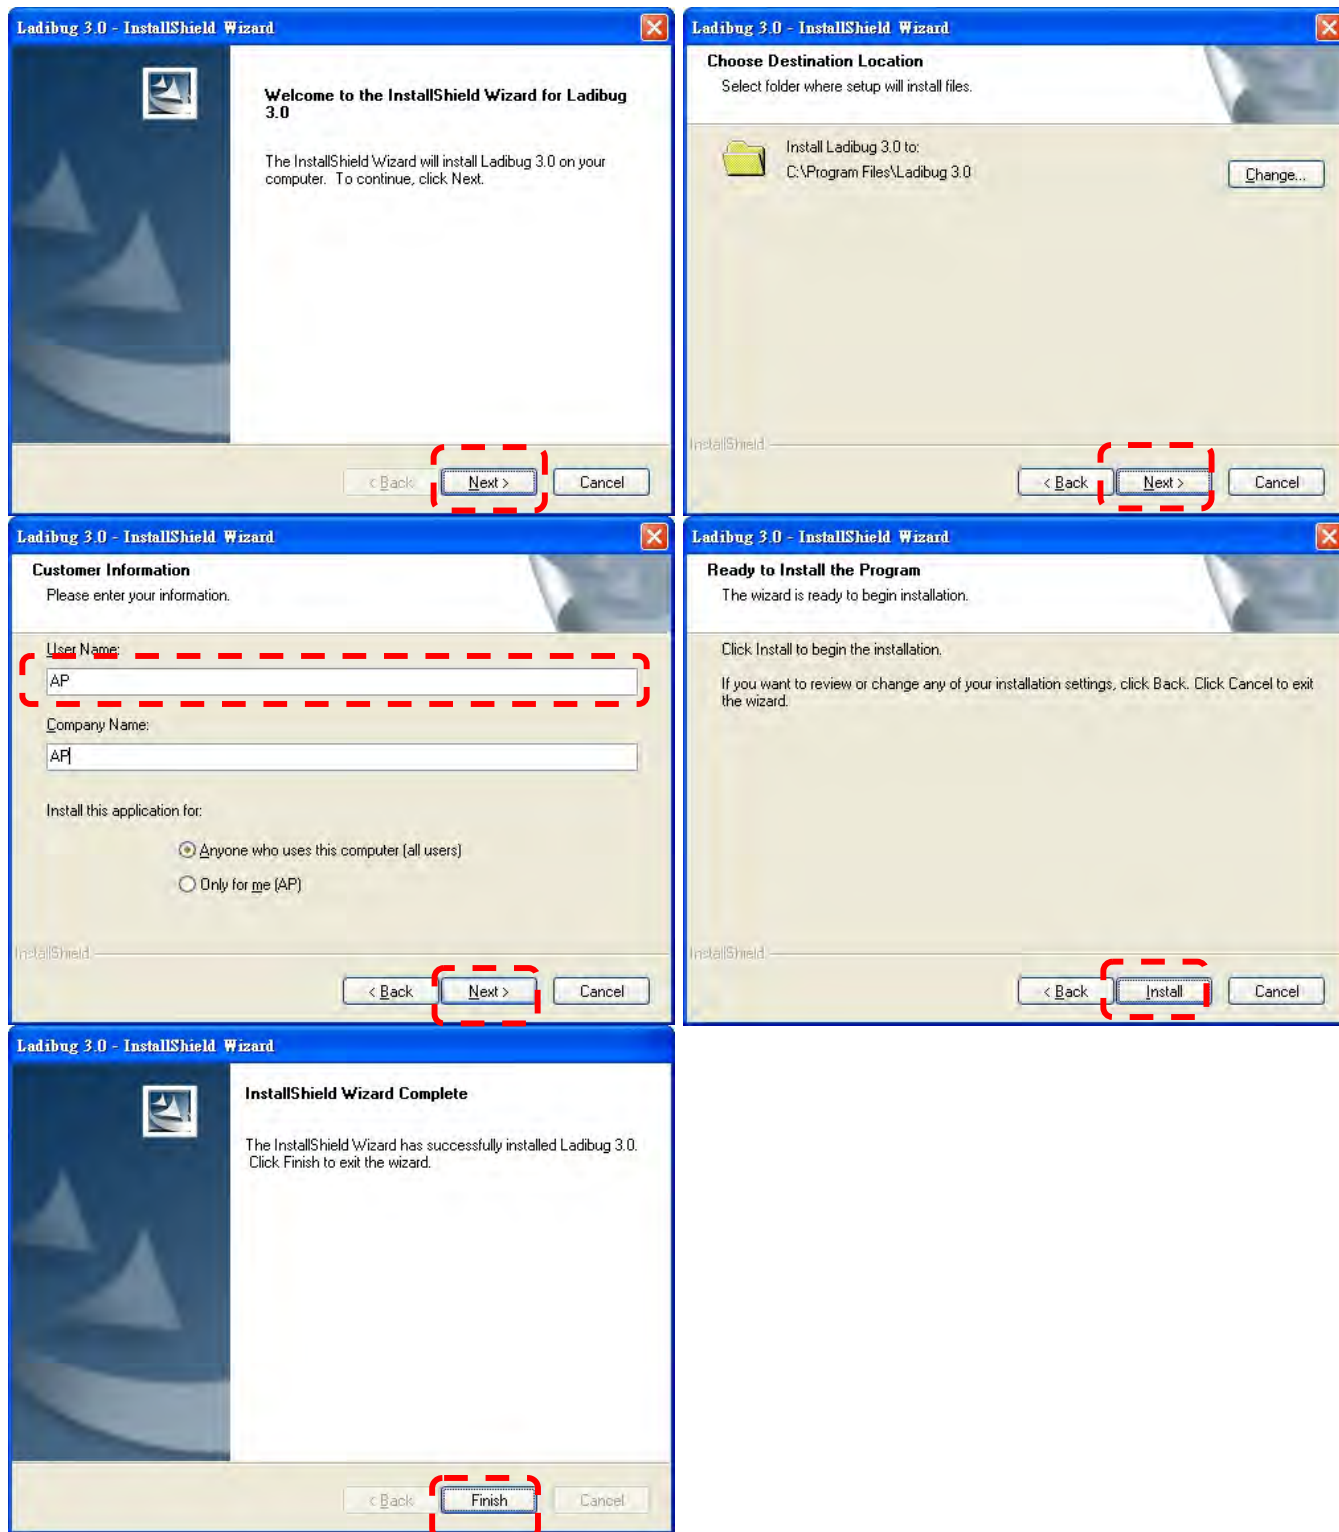 Ladibug 3.0 - InstallShield Wizard
Welcome to the InstallShield Wizard for Ladibug
3.0
The InstallShield Wizard will install Ladibug 3.0 on your
computer. To continue, click Next.
< Back
Next >
Cancel
Ladibug 3.0 - InstallShield Wizard
Choose Destination Location
Select folder where setup will install files.
Install Ladibug 3.0 to:
C:\Program Files\Ladibug 3.0
Change...
InstallShield
< Back
Next >
Cancel
Ladibug 3.0 - InstallShield Wizard
Customer Information
Please enter your information.
User Name:
AP
Company Name:
AP
Install this application for:
Anyone who uses this computer (all users)
Only for me (AP)
InstallShield
< Back
Next >
Cancel
Ladibug 3.0 - InstallShield Wizard
Ready to Install the Program
The wizard is ready to begin installation.
Click Install to begin the installation.
If you want to review or change any of your installation settings, click Back. Click Cancel to exit
the wizard.
InstallShield
< Back
Install
Cancel
Ladibug 3.0 - InstallShield Wizard
InstallShield Wizard Complete
The InstallShield Wizard has successfully installed Ladibug 3.0.
Click Finish to exit the wizard.
< Back
Finish
Cancel